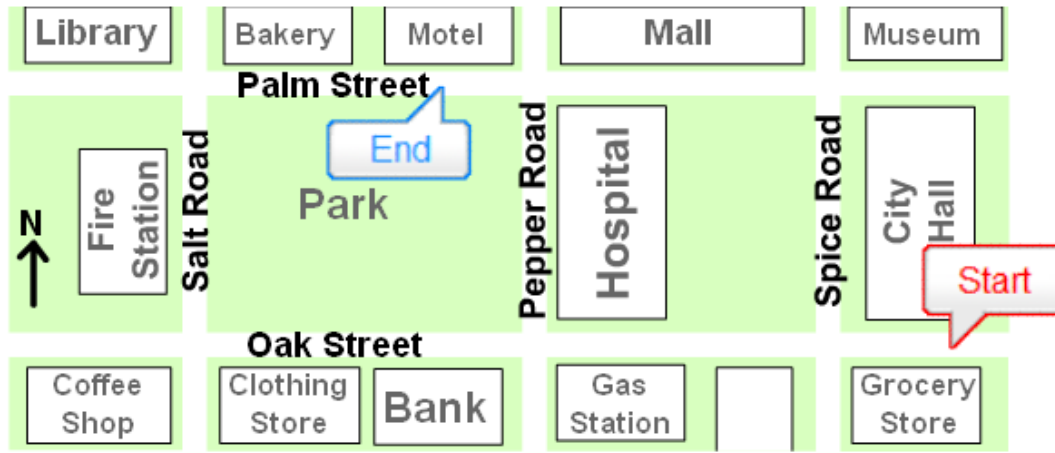 Library
Bakery
Motel
Mall
Museum
Palm Street
End
Park
Salt Road
Fire
Station
Pepper Road
Hospital
Spice Road
City
Hall
Start
N
Oak Street
Coffee
Shop
Clothing
Store
Bank
Gas
Station
Grocery
Store